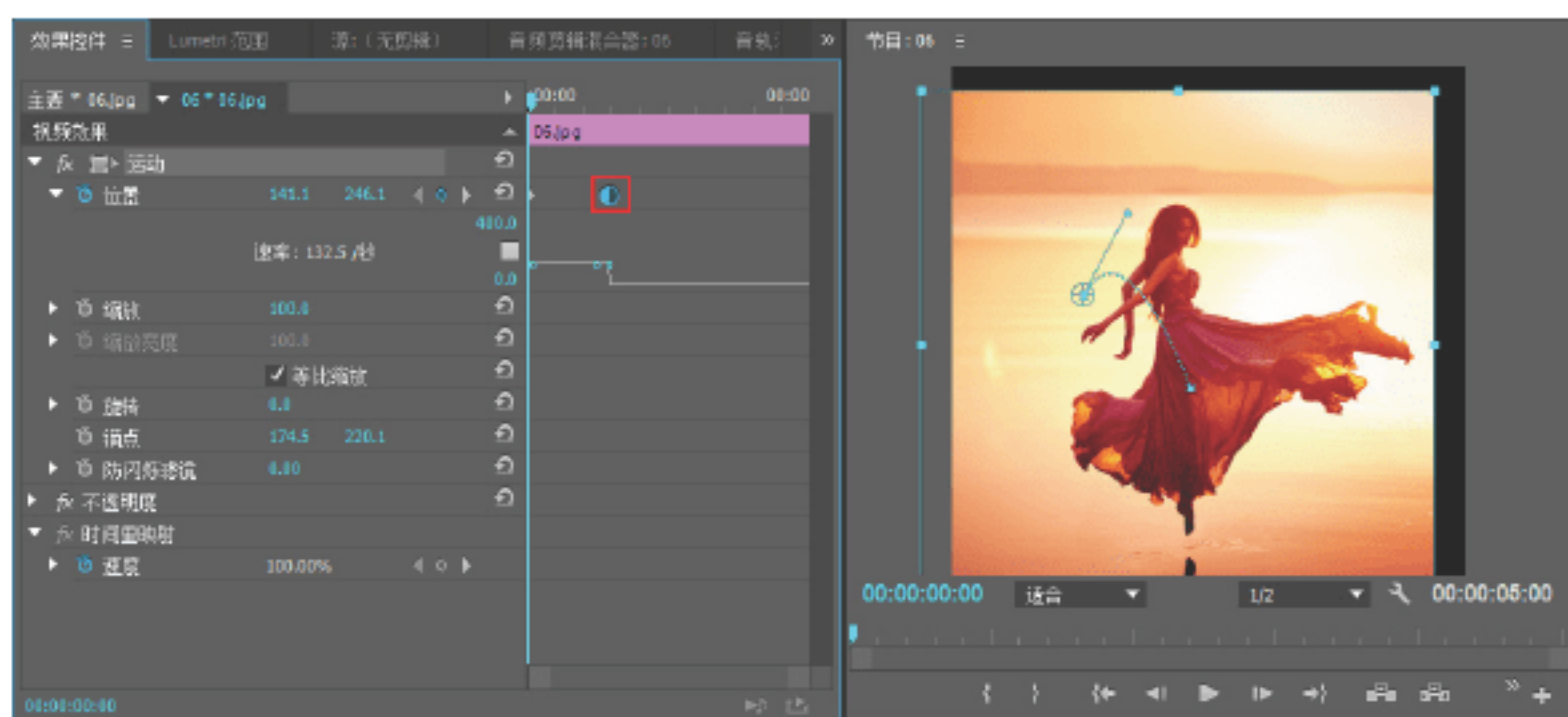 效果控件
Lumetri 范围
源:（无剪辑）
音频剪辑混合器: 06
音轨
节目: 06
主要 * 06.jpg
06 * 06.jpg
00:00
00:00
视频效果
06.jpg
fx 运动
位置 141.1 246.1
400.0
速率: 132.5 /秒
0.0
缩放 100.0
缩放宽度 100.0
等比缩放
旋转 0.0
锚点 174.5 220.1
防闪烁滤镜 0.00
fx 不透明度
fx 时间重映射
速度 100.00%
00:00:00:00
00:00:00:00 适合 1/2 00:00:05:00